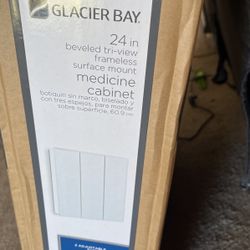 GLACIER BAY
24 in
beveled tri-view
frameless
surface mount
medicine
cabinet
botiquín sin marco, biselado y
con tres espejos, para montar
sobre superficie, 60.9 cm